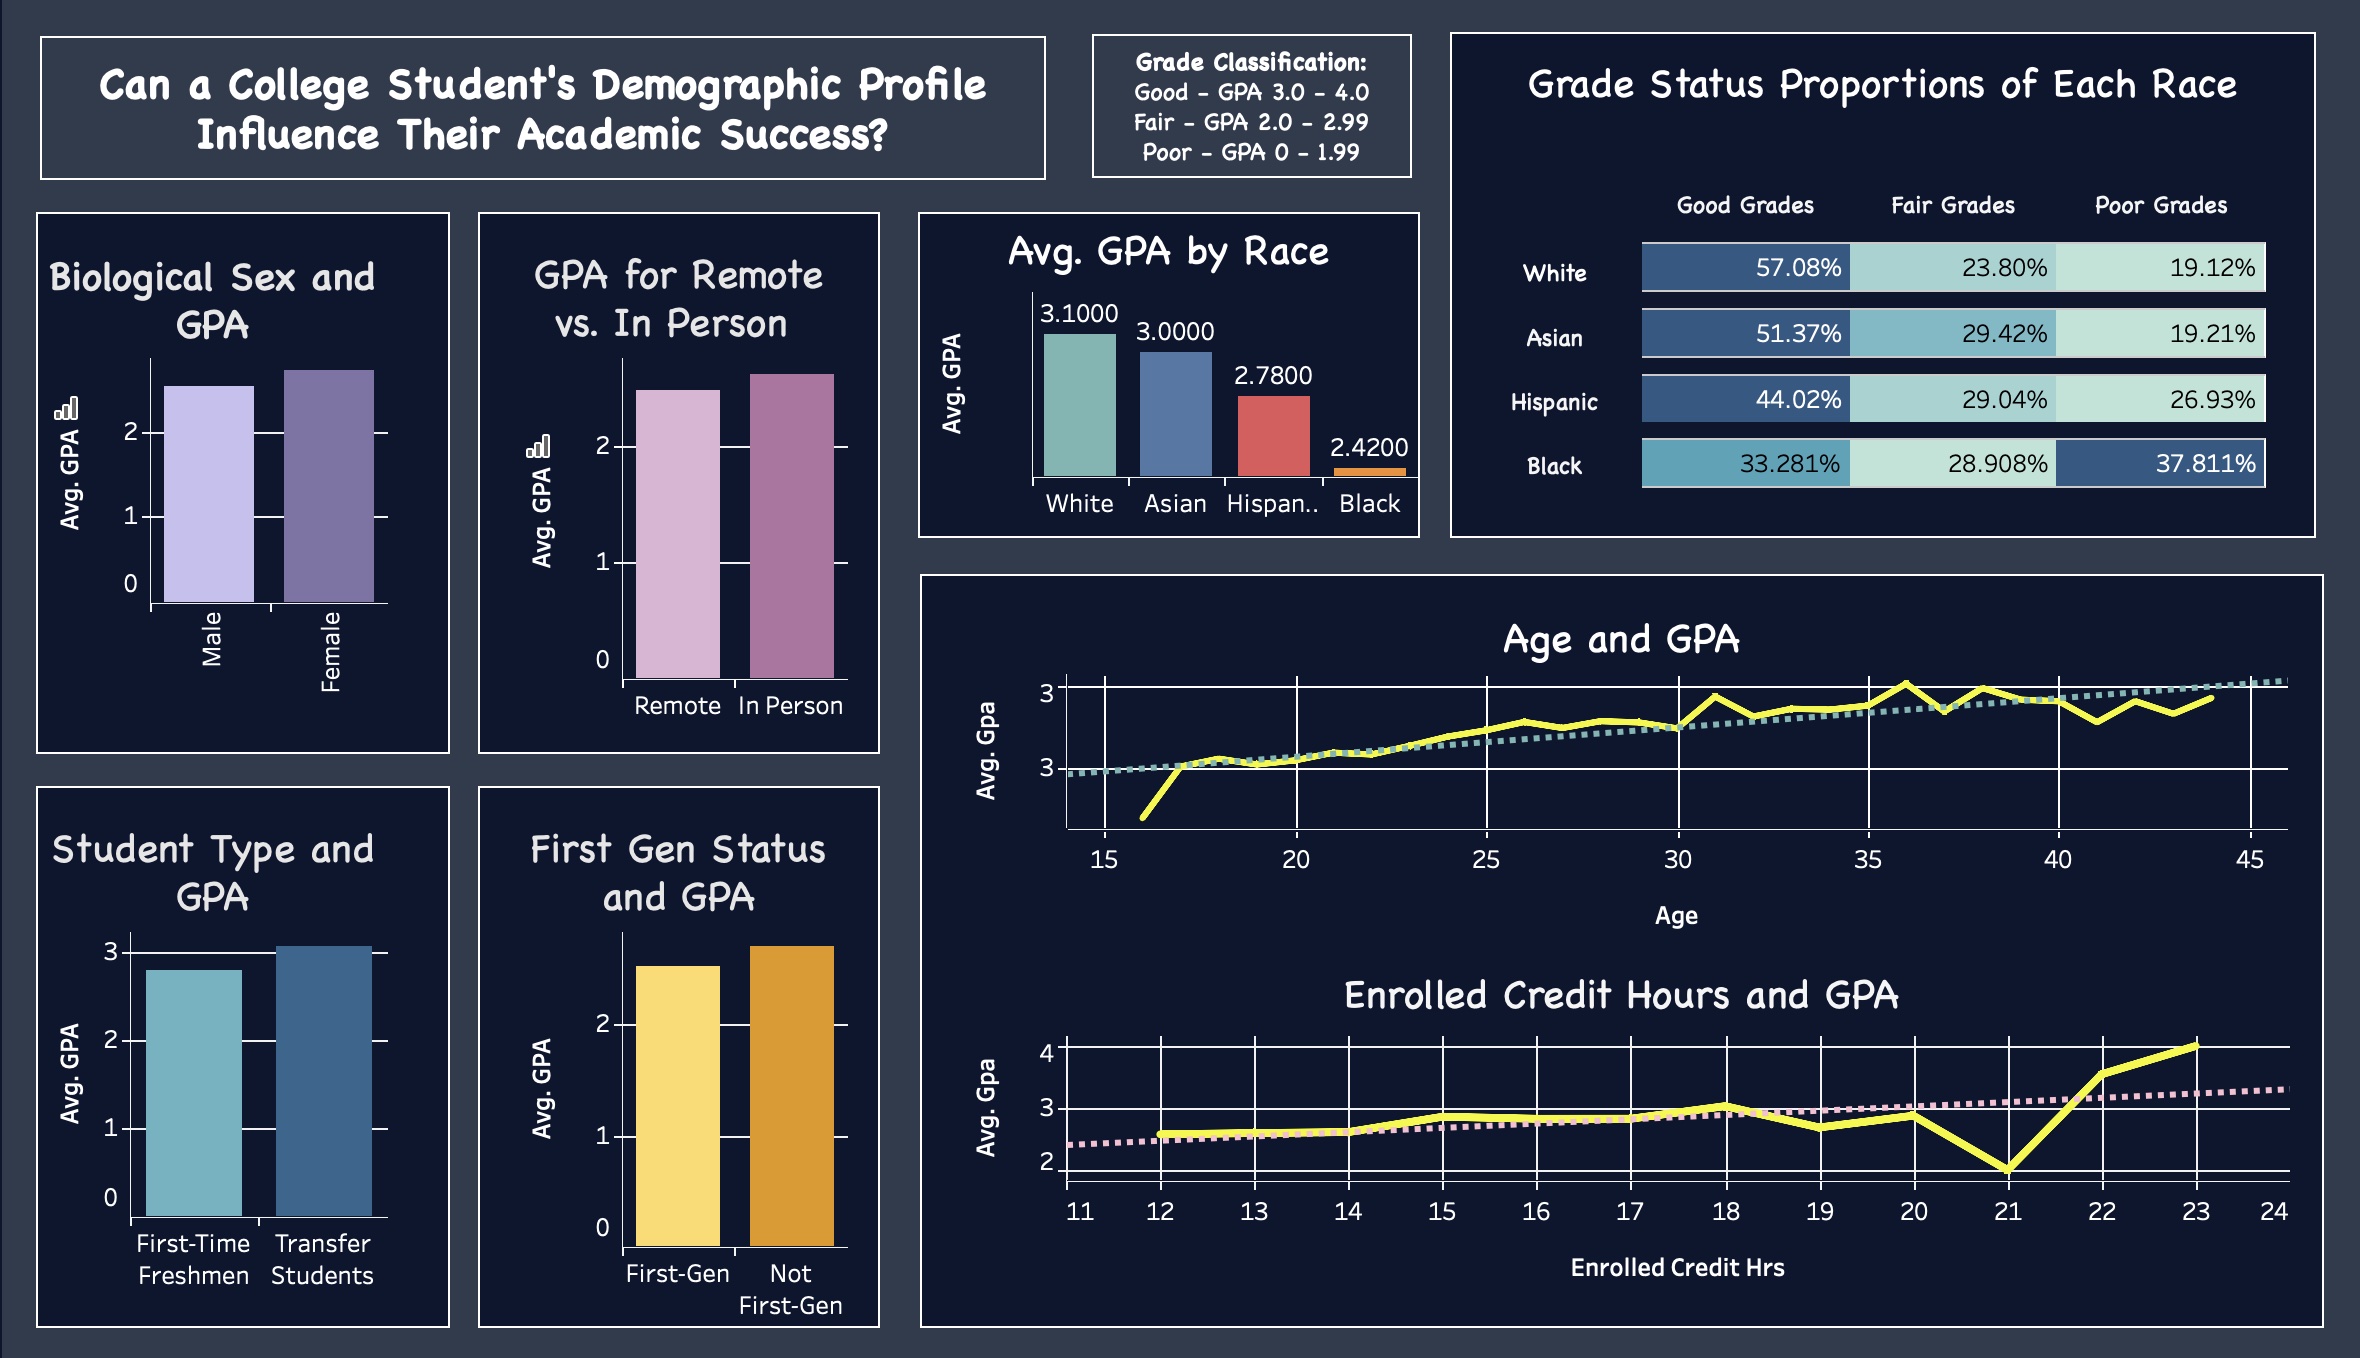 Can a College Student's Demographic Profile
Influence Their Academic Success?
Grade Classification:
Good - GPA 3.0 - 4.0
Fair - GPA 2.0 - 2.99
Poor - GPA 0 - 1.99
Grade Status Proportions of Each Race
Good Grades Fair Grades Poor Grades
White 57.08% 23.80% 19.12%
Asian 51.37% 29.42% 19.21%
Hispanic 44.02% 29.04% 26.93%
Black 33.281% 28.908% 37.811%
Biological Sex and
GPA
Avg. GPA
2
1
0
Male Female
GPA for Remote
vs. In Person
Avg. GPA
2
1
0
Remote In Person
Avg. GPA by Race
Avg. GPA
3.1000 3.0000 2.7800 2.4200
White Asian Hispan.. Black
Student Type and
GPA
Avg. GPA
3
2
1
0
First-Time Transfer
Freshmen Students
First Gen Status
and GPA
Avg. GPA
2
1
0
First-Gen Not
First-Gen
Age and GPA
Avg. Gpa
3
3
15 20 25 30 35 40 45
Age
Enrolled Credit Hours and GPA
Avg. Gpa
4
3
2
11 12 13 14 15 16 17 18 19 20 21 22 23 24
Enrolled Credit Hrs